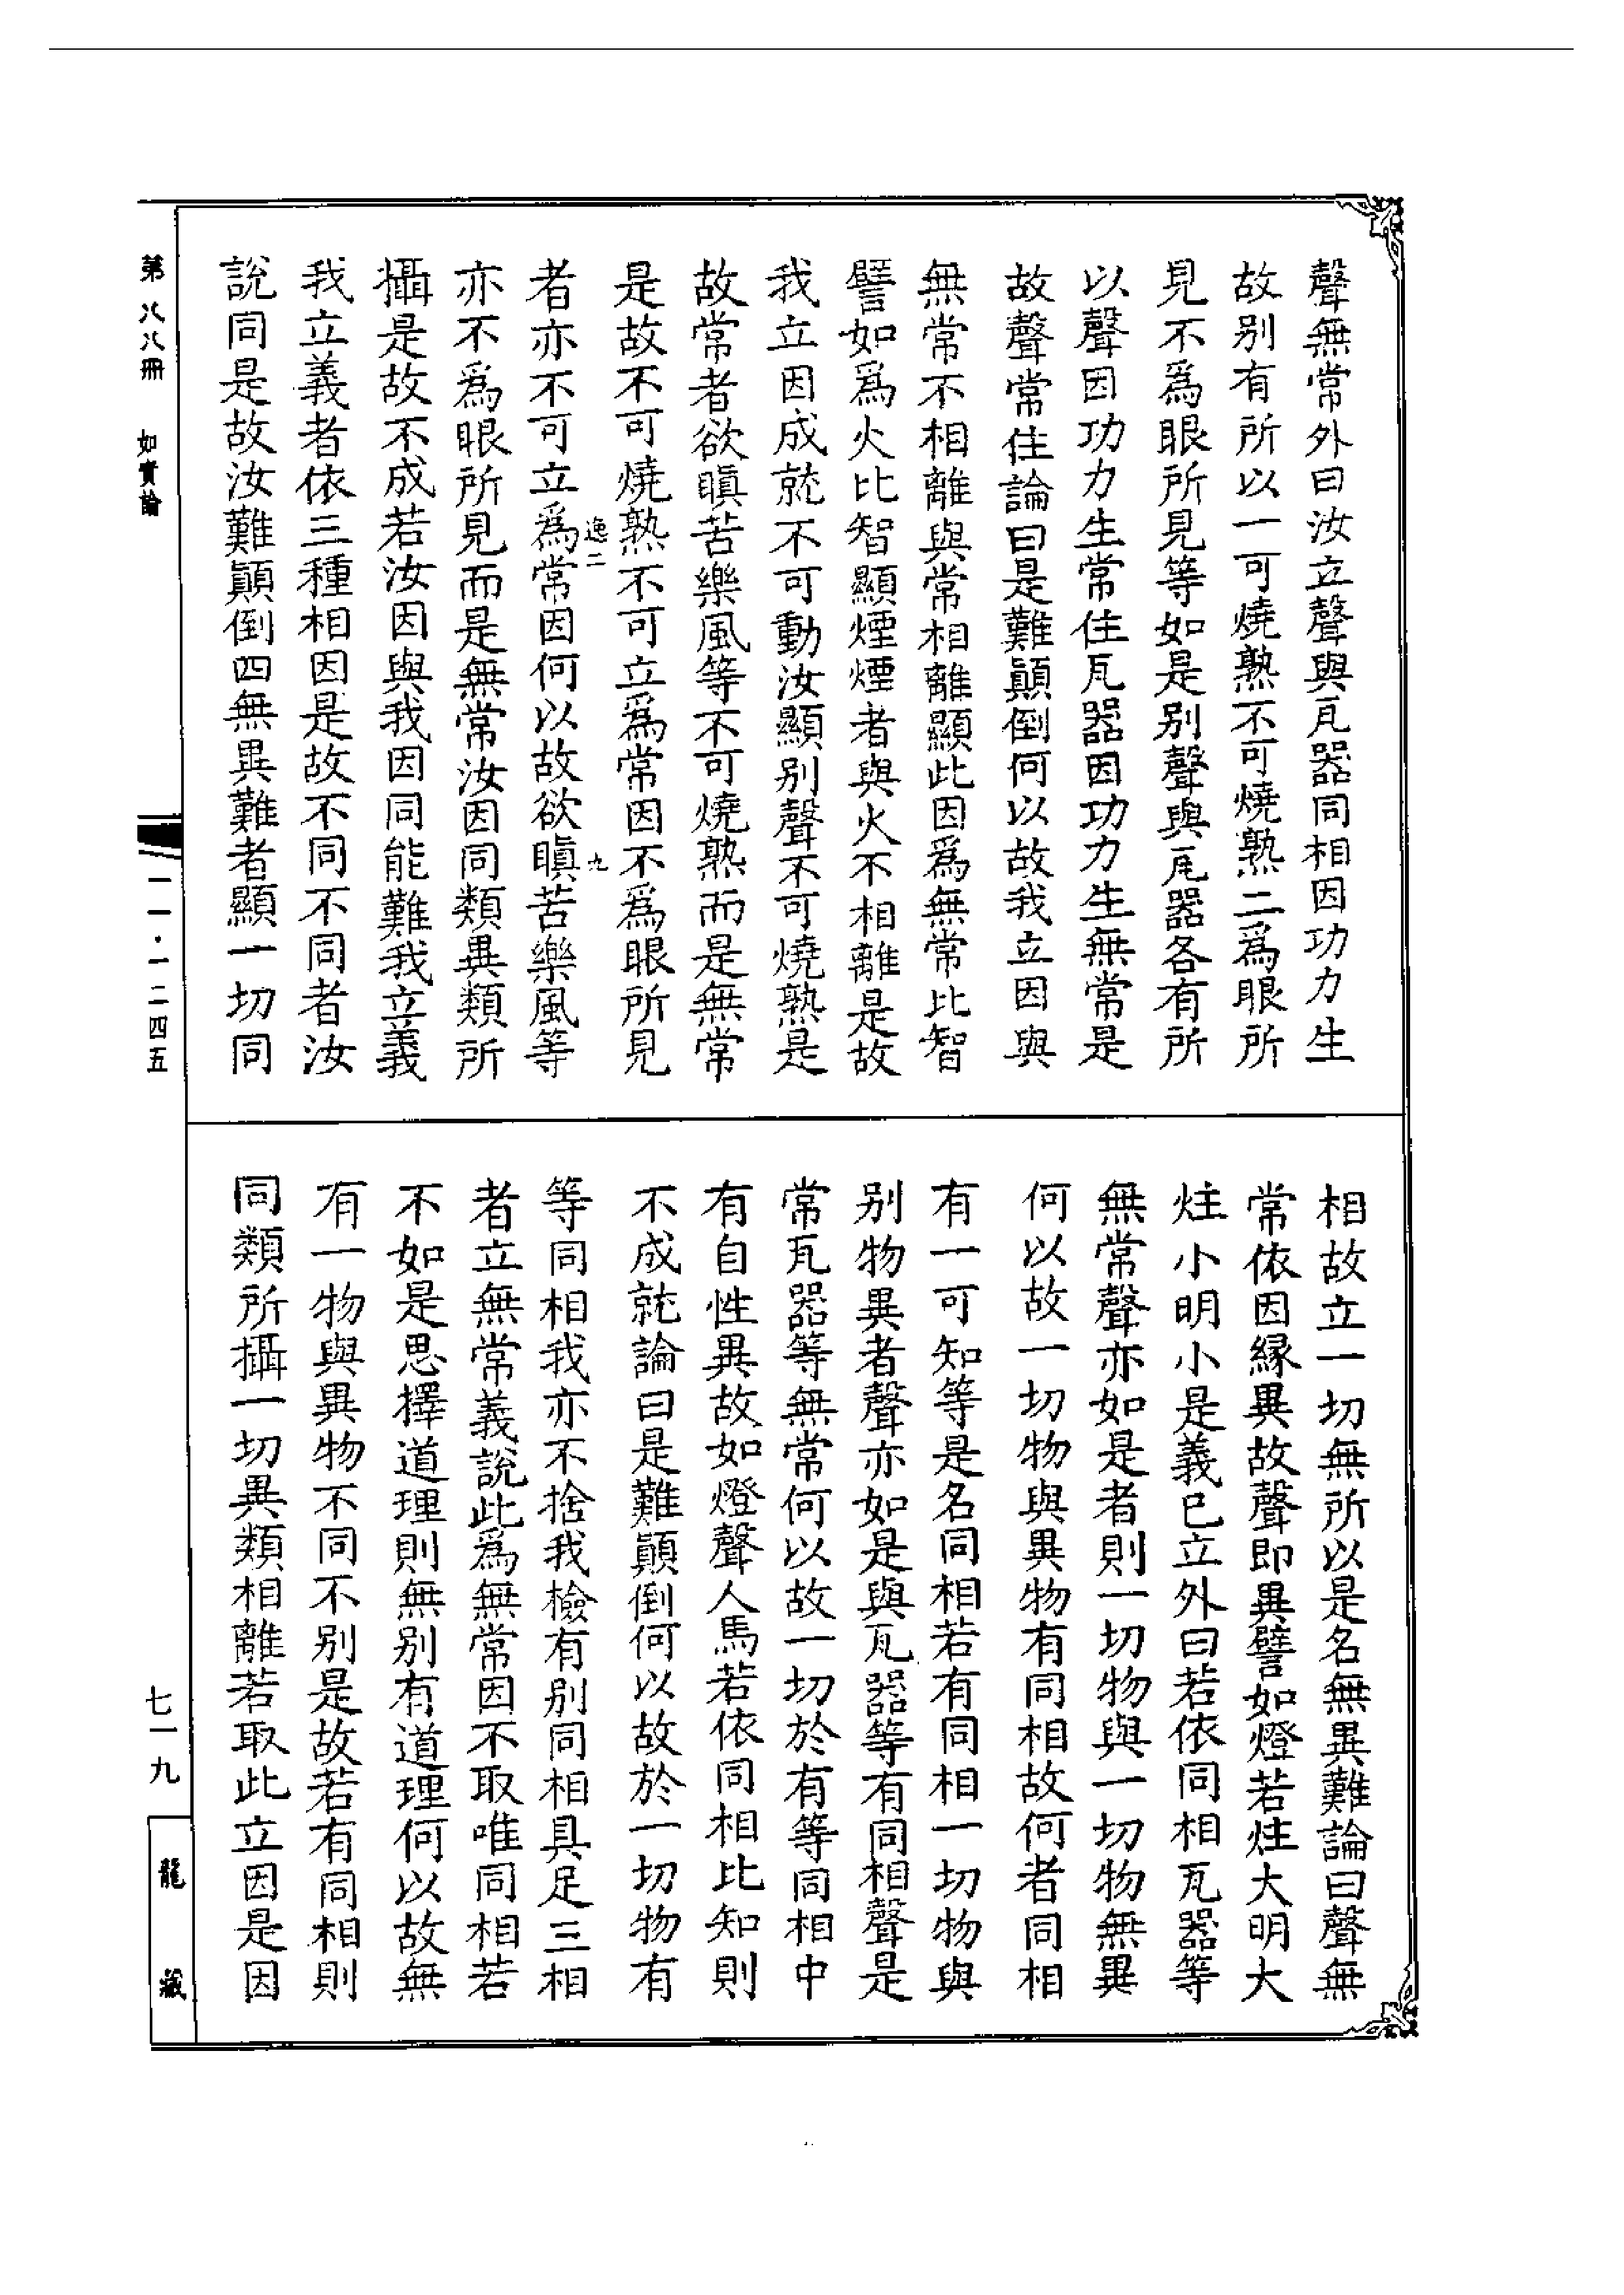 聲無常外曰汝立聲與瓦器同相因功力生
故别有所以一可燒熟不可燒熟二爲眼所
見不爲眼所見等如是别聲與瓦器各有所
以聲因功力生常住瓦器因功力生無常是
故聲常住論曰是難顛倒何以故我立因與
無常不相離與常相離顯此因爲無常比智
譬如爲火比智顯煙煙者與火不相離是故
我立因成就不可動汝顯别聲不可燒熟是
故常者欲瞋苦樂風等不可燒熟而是無常
是故不可燒熟不可立爲常因不爲眼所見
逸二
九
者亦不可立爲常因何以故欲瞋苦樂風等
亦不爲眼所見而是無常汝因同類異類所
攝是故不成若汝因與我因同能難我立義
我立義者依三種相因是故不同不同者汝
說同是故汝難顛倒四無異難者顯一切同
相故立一切無所以是名無異難論曰聲無
常依因縁異故聲即異譬如燈若炷大明大
炷小明小是義已立外曰若依同相瓦器等
無常聲亦如是者則一切物與一切物無異
何以故一切物與異物有同相故何者同相
有一可知等是名同相若有同相一切物與
别物異者聲亦如是與瓦器等有同相聲是
常瓦器等無常何以故一切於有等同相中
有自性異故如燈聲人馬若依同相比知則
不成就論曰是難顛倒何以故於一切物有
等同相我亦不捨我檢有别同相具足三相
者立無常義說此爲無常因不取唯同相若
不如是思擇道理則無别有道理何以故無
有一物與異物不同不别是故若有同相則
同類所攝一切異類相離若取此立因是因
第八八冊 如實論
一一·一二四五
七一九
龍藏